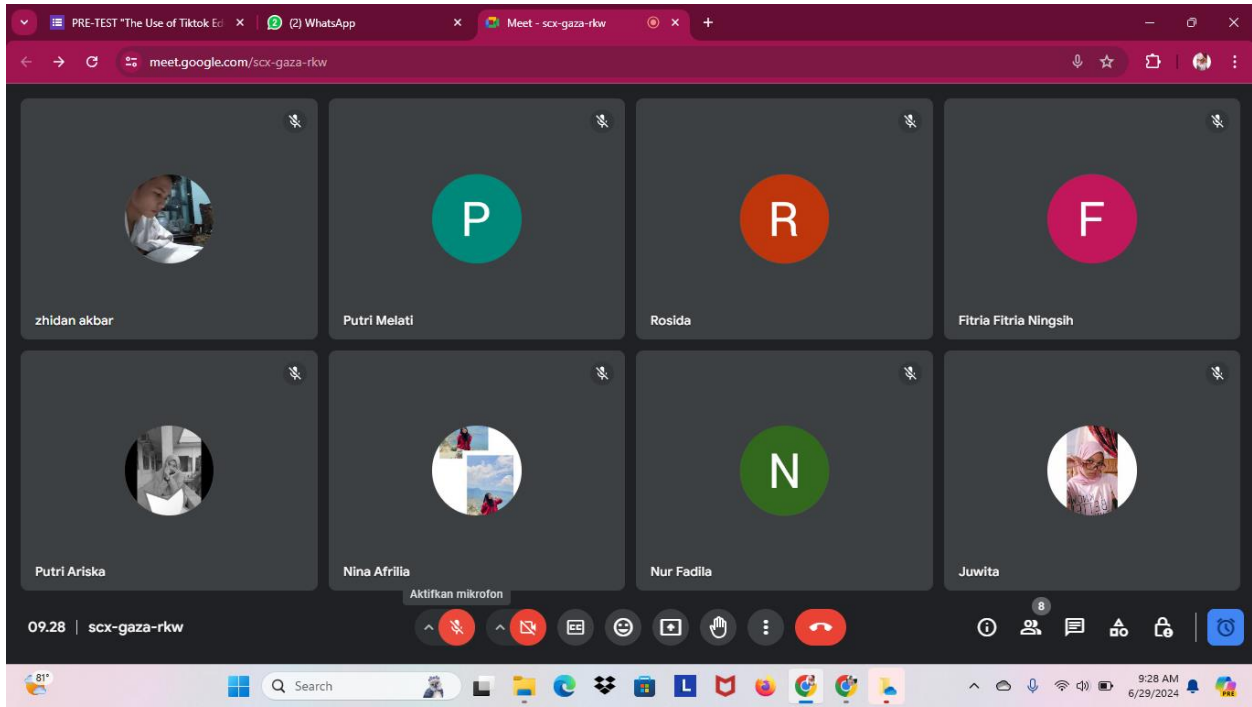 PRE-TEST "The Use of Tiktok Ed
(2) WhatsApp
Meet - scx-gaza-rkw
meet.google.com/scx-gaza-rkw
P
R
F
zhidan akbar
Putri Melati
Rosida
Fitria Fitria Ningsih
N
Putri Ariska
Nina Afrilia
Nur Fadila
Juwita
Aktifkan mikrofon
09.28 | scx-gaza-rkw
CC
8
81°
Search
L
9:28 AM
6/29/2024
PRE